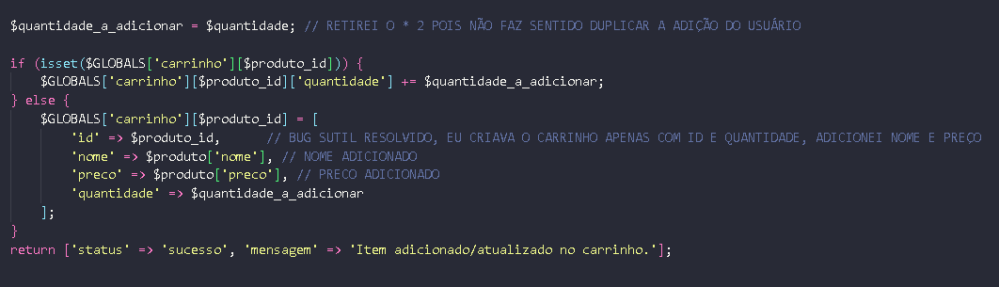 $quantidade_a_adicionar = $quantidade; // RETIREI O * 2 POIS NÃO FAZ SENTIDO DUPLICAR A ADIÇÃO DO USUÁRIO
if (isset($GLOBALS['carrinho'][$produto_id])) {
$GLOBALS['carrinho'][$produto_id]['quantidade'] += $quantidade_a_adicionar;
} else {
$GLOBALS['carrinho'][$produto_id] = [
'id' => $produto_id, // BUG SUTIL RESOLVIDO, EU CRIAVA O CARRINHO APENAS COM ID E QUANTIDADE, ADICIONEI NOME E PREÇO
'nome' => $produto['nome'], // NOME ADICIONADO
'preco' => $produto['preco'], // PRECO ADICIONADO
'quantidade' => $quantidade_a_adicionar
];
}
return ['status' => 'sucesso', 'mensagem' => 'Item adicionado/atualizado no carrinho.'];